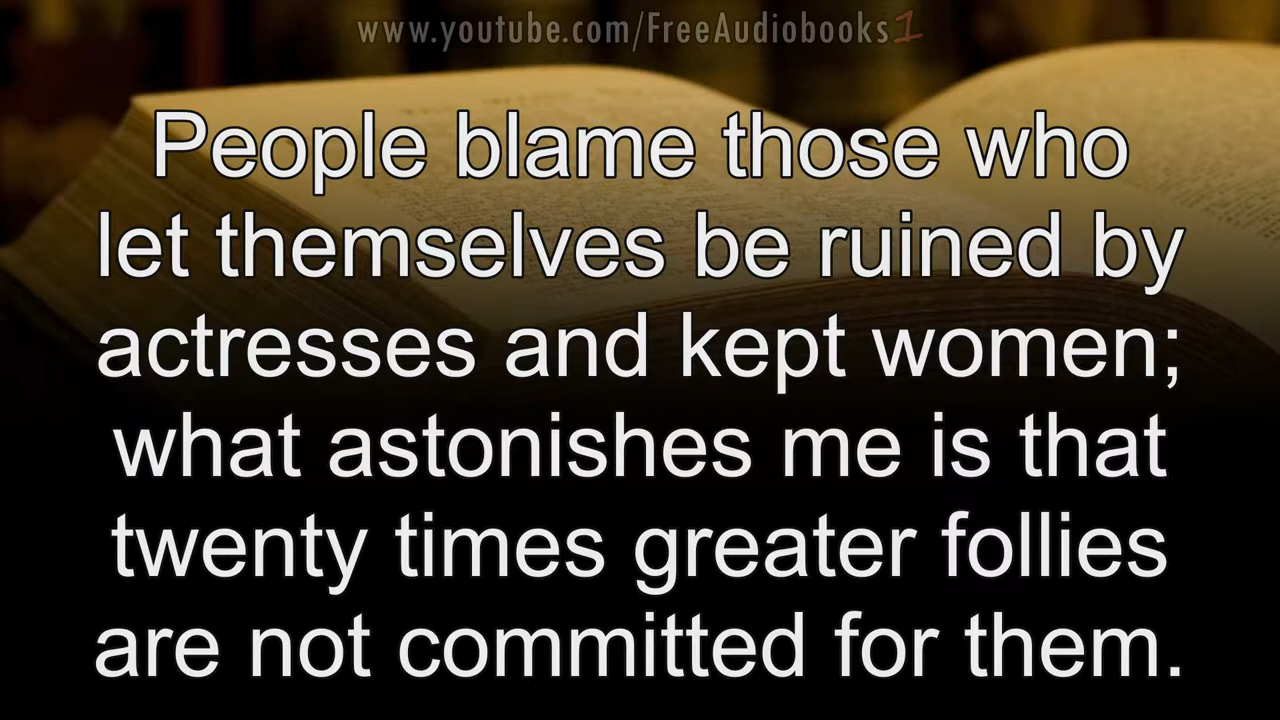 www.youtube.com/FreeAudiobooks1
People blame those who
let themselves be ruined by
actresses and kept women;
what astonishes me is that
twenty times greater follies
are not committed for them.